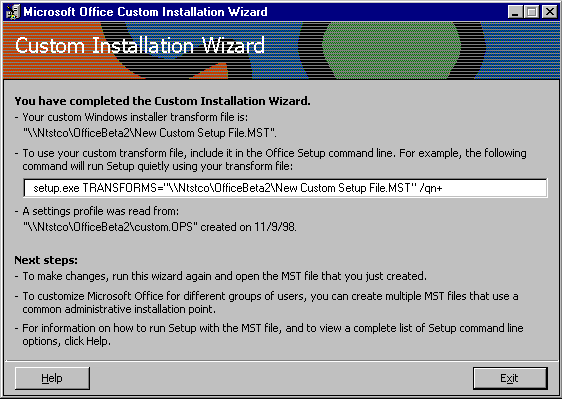 Microsoft Office Custom Installation Wizard
Custom Installation Wizard
You have completed the Custom Installation Wizard.
- Your custom Windows installer transform file is:
"\\Ntstco\OfficeBeta2\New Custom Setup File.MST".
- To use your custom transform file, include it in the Office Setup command line. For example, the following
command will run Setup quietly using your transform file:
setup.exe TRANSFORMS="\\Ntstco\OfficeBeta2\New Custom Setup File.MST" /qn+
- A settings profile was read from:
"\\Ntstco\OfficeBeta2\custom.OPS" created on 11/9/98.
Next steps:
- To make changes, run this wizard again and open the MST file that you just created.
- To customize Microsoft Office for different groups of users, you can create multiple MST files that use a
common administrative installation point.
- For information on how to run Setup with the MST file, and to view a complete list of Setup command line
options, click Help.
Help
Exit